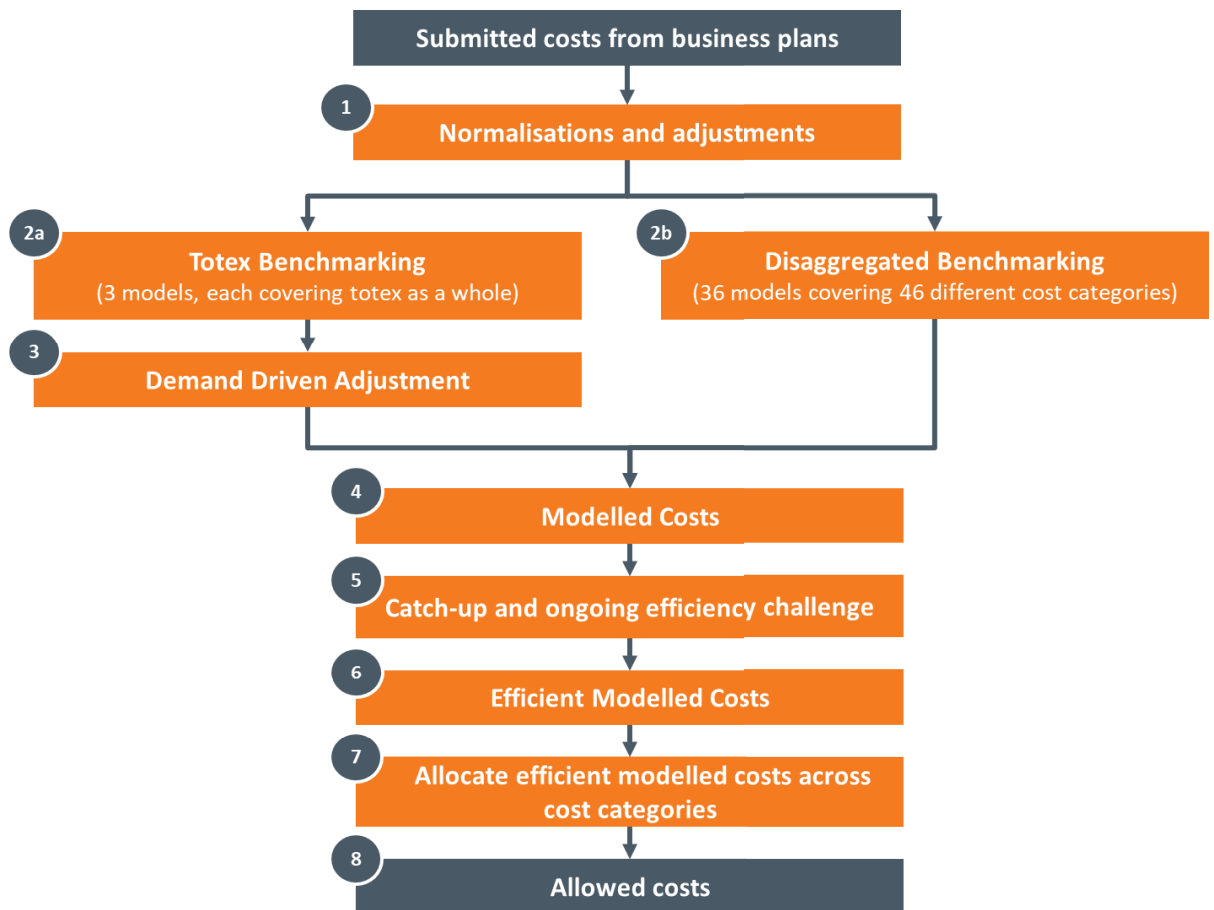 Submitted costs from business plans
1
Normalisations and adjustments
2a
Totex Benchmarking
(3 models, each covering totex as a whole)
2b
Disaggregated Benchmarking
(36 models covering 46 different cost categories)
3
Demand Driven Adjustment
4
Modelled Costs
5
Catch-up and ongoing efficiency challenge
6
Efficient Modelled Costs
7
Allocate efficient modelled costs across
cost categories
8
Allowed costs